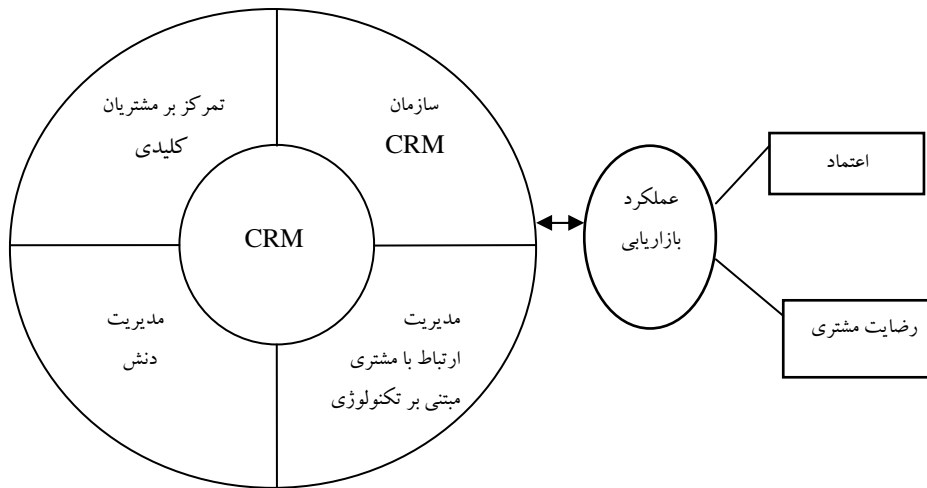 تمرکز بر مشتریان
کلیدی
سازمان
CRM
CRM
مدیریت
دنش
مدیریت
ارتباط با مشتری
مبتنی بر تکنولوژی
عملکرد
بازاریابی
اعتماد
رضایت مشتری